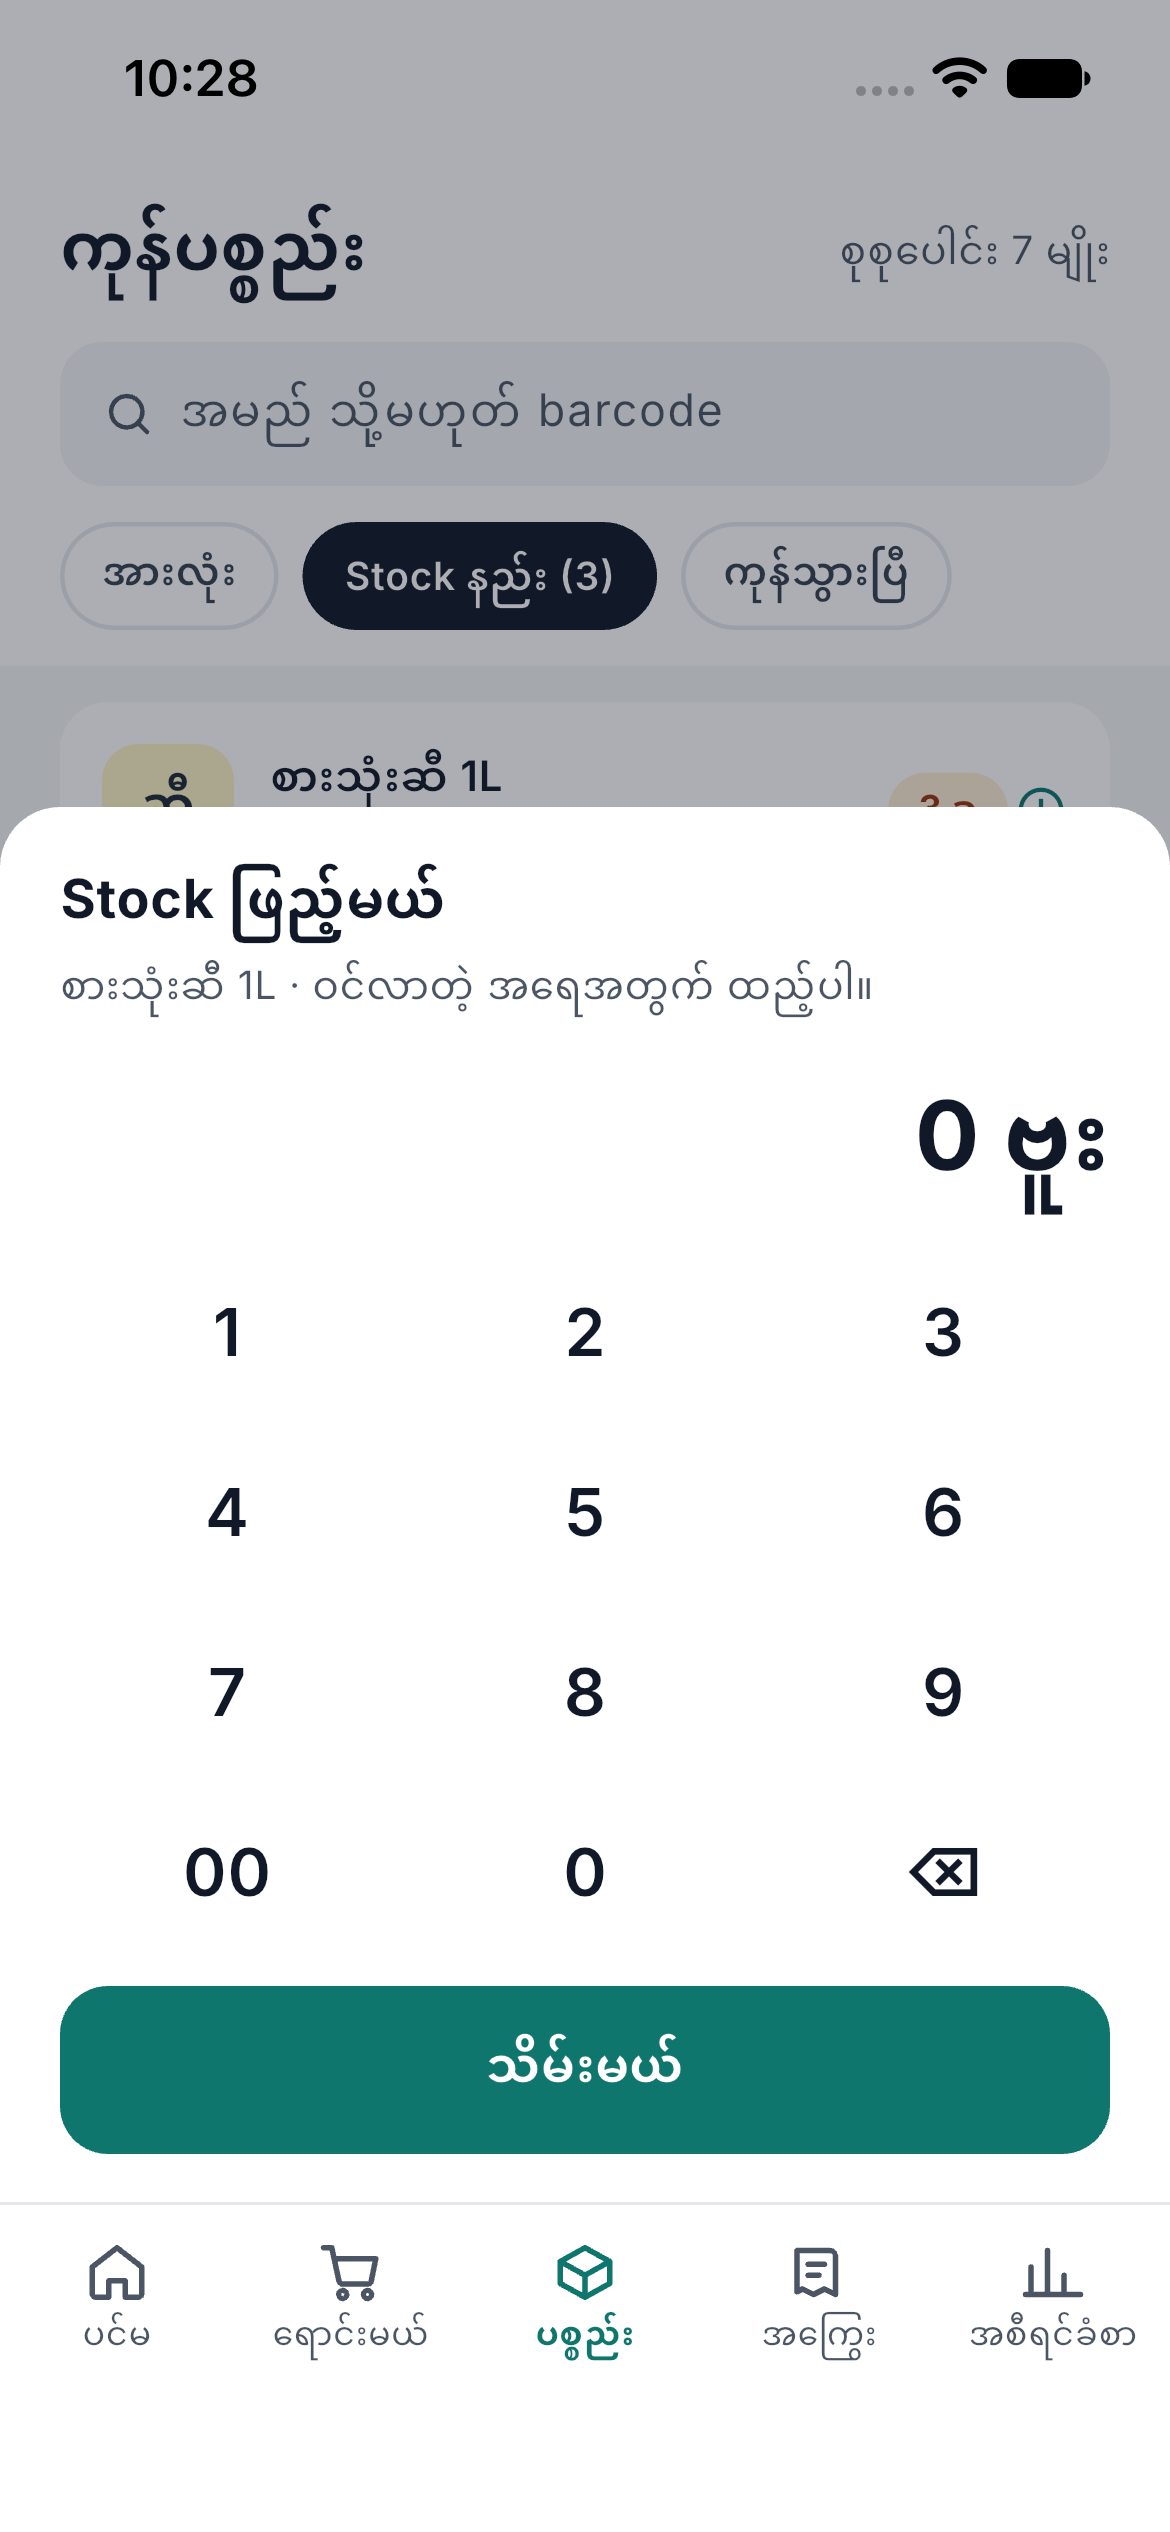 10:28
ကုန်ပစ္စည်း
စုစုပေါင်း 7 မျိုး
အမည် သို့မဟုတ် barcode
အားလုံး
Stock နည်း (3)
ကုန်သွားပြီ
စားသုံးဆီ 1L
Stock ဖြည့်မယ်
စားသုံးဆီ 1L · ဝင်လာတဲ့ အရေအတွက် ထည့်ပါ။
0 ဗူး
1 2 3
4 5 6
7 8 9
00 0
သိမ်းမယ်
ပင်မ
ရောင်းမယ်
ပစ္စည်း
အကြွေး
အစီရင်ခံစာ